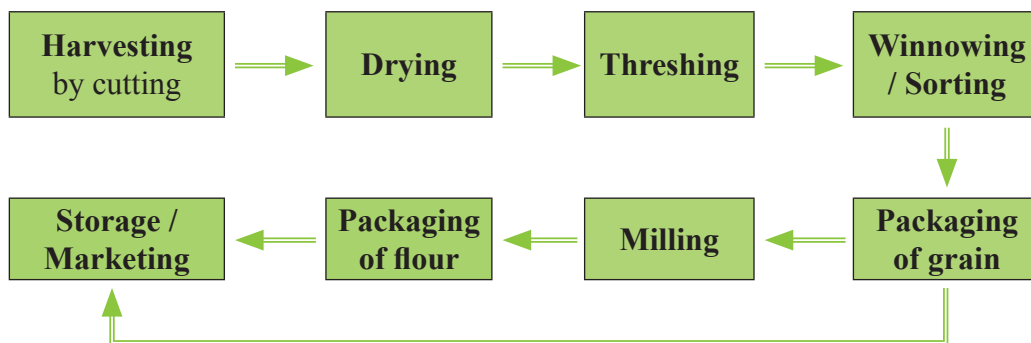 Harvesting
by cutting
Drying
Threshing
Winnowing
/ Sorting
Storage /
Marketing
Packaging
of flour
Milling
Packaging
of grain